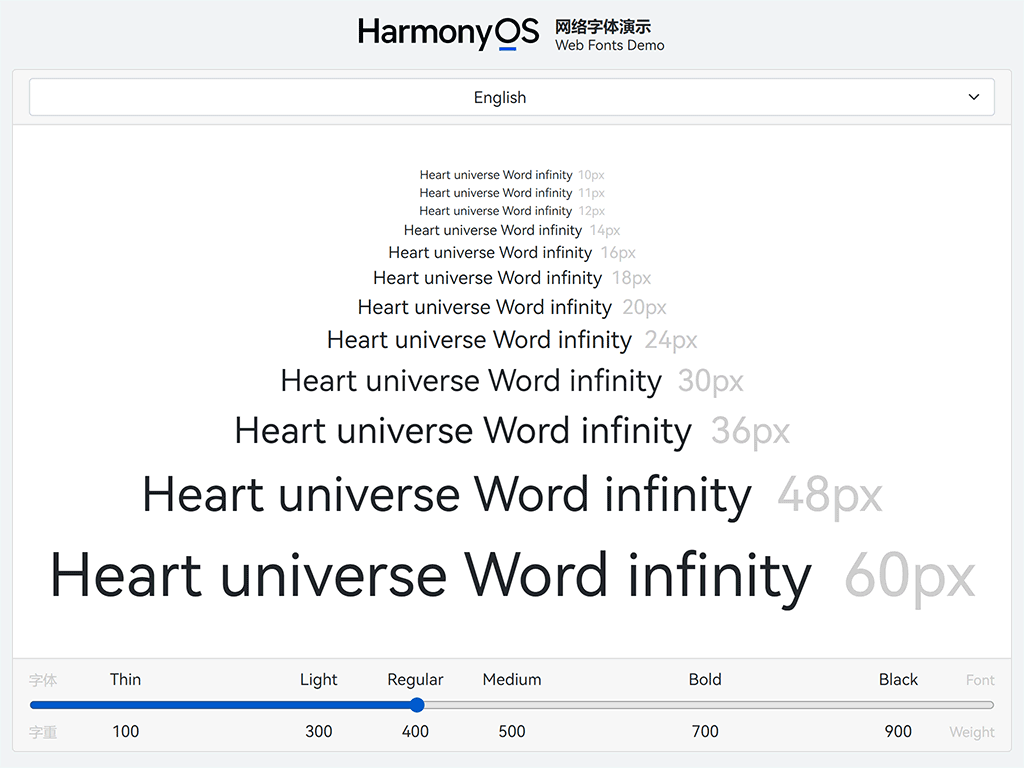 HarmonyOS
网络字体演示
Web Fonts Demo
English
Heart universe Word infinity 10px
Heart universe Word infinity 11px
Heart universe Word infinity 12px
Heart universe Word infinity 14px
Heart universe Word infinity 16px
Heart universe Word infinity 18px
Heart universe Word infinity 20px
Heart universe Word infinity 24px
Heart universe Word infinity 30px
Heart universe Word infinity 36px
Heart universe Word infinity 48px
Heart universe Word infinity 60px
字体 Thin Light Regular Medium Bold Black Font
字重 100 300 400 500 700 900 Weight